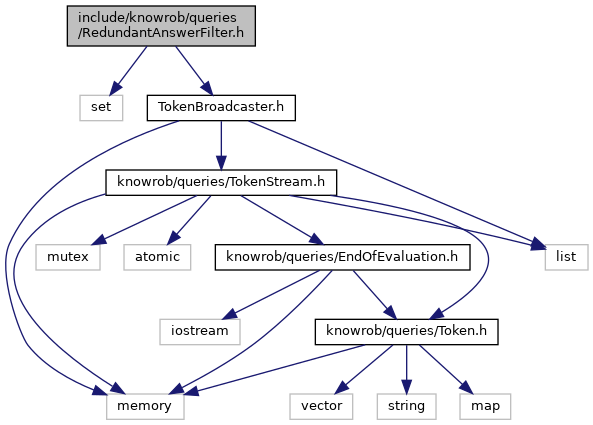 include/knowrob/queries
/RedundantAnswerFilter.h
set
TokenBroadcaster.h
knowrob/queries/TokenStream.h
mutex
atomic
knowrob/queries/EndOfEvaluation.h
list
iostream
knowrob/queries/Token.h
memory
vector
string
map